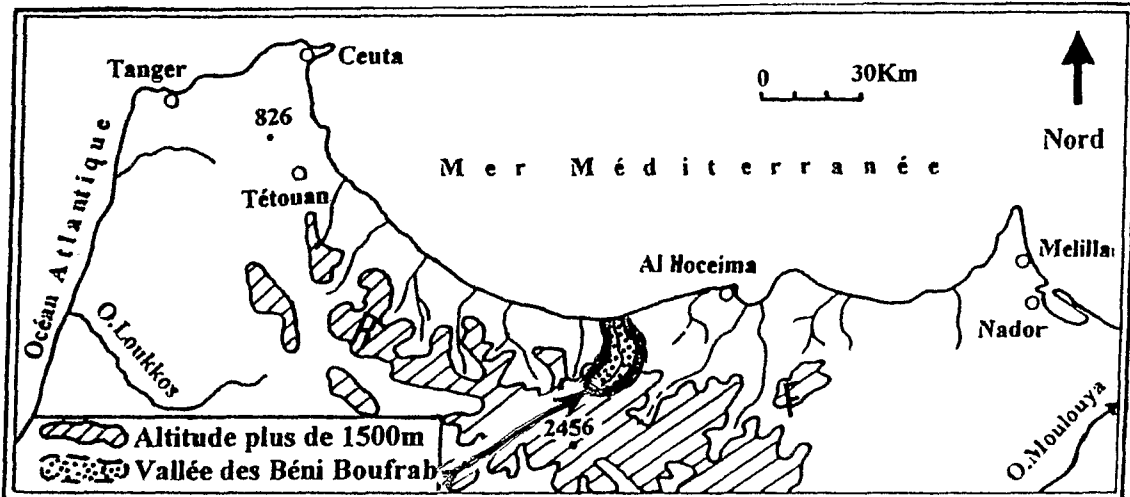 Ceuta
Tanger
0 30Km
826
Nord
Mer Méditerranée
Tétouan
Océan Atlantique
Al Hoceima
Melilla
Nador
O.Loukkos
2456
O.Moulouya
Altitude plus de 1500m
Vallée des Béni Boufrah